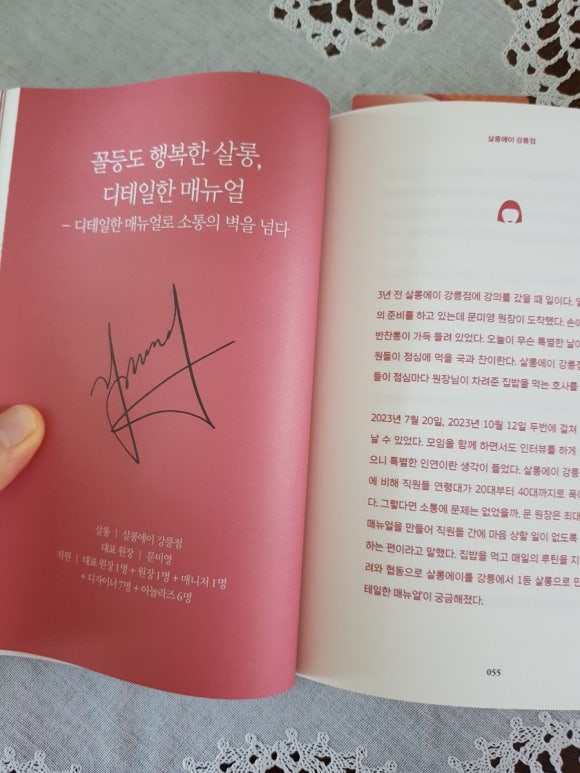 꼴등도 행복한 살롱,
디테일한 매뉴얼
– 디테일한 매뉴얼로 소통의 벽을 넘다
살롱 | 살롱에이 강릉점
대표 원장 | 문미영
직원 | 대표 원장 1명 + 원장 1명 + 매니저 1명
+ 디자이너 7명 + 아놀라즈 6명
살롱에이 강릉점
3년 전 살롱에이 강릉점에 강의를 갔을 때 일이다.
의 준비를 하고 있는데 문미영 원장이 도착했다. 손에
반찬통이 가득 들려 있었다. 오늘이 무슨 특별한 날이
원들이 점심에 먹을 국과 찬이란다. 살롱에이 강릉점
들이 점심마다 원장님이 차려준 집밥을 먹는 호사를
2023년 7월 20일, 2023년 10월 12일 두번에 걸쳐
날 수 있었다. 모임을 함께 하면서도 인터뷰를 하게
으니 특별한 인연이란 생각이 들었다. 살롱에이 강릉
에 비해 직원들 연령대가 20대부터 40대까지로 폭이
다. 그렇다면 소통에 문제는 없었을까. 문 원장은 최대
매뉴얼을 만들어 직원들 간에 마음 상할 일이 없도록
하는 편이라고 말했다. 집밥을 먹고 매일의 루틴을 지
려와 협동으로 살롱에이를 강릉에서 1등 살롱으로 만
테일한 매뉴얼'이 궁금해졌다.
055